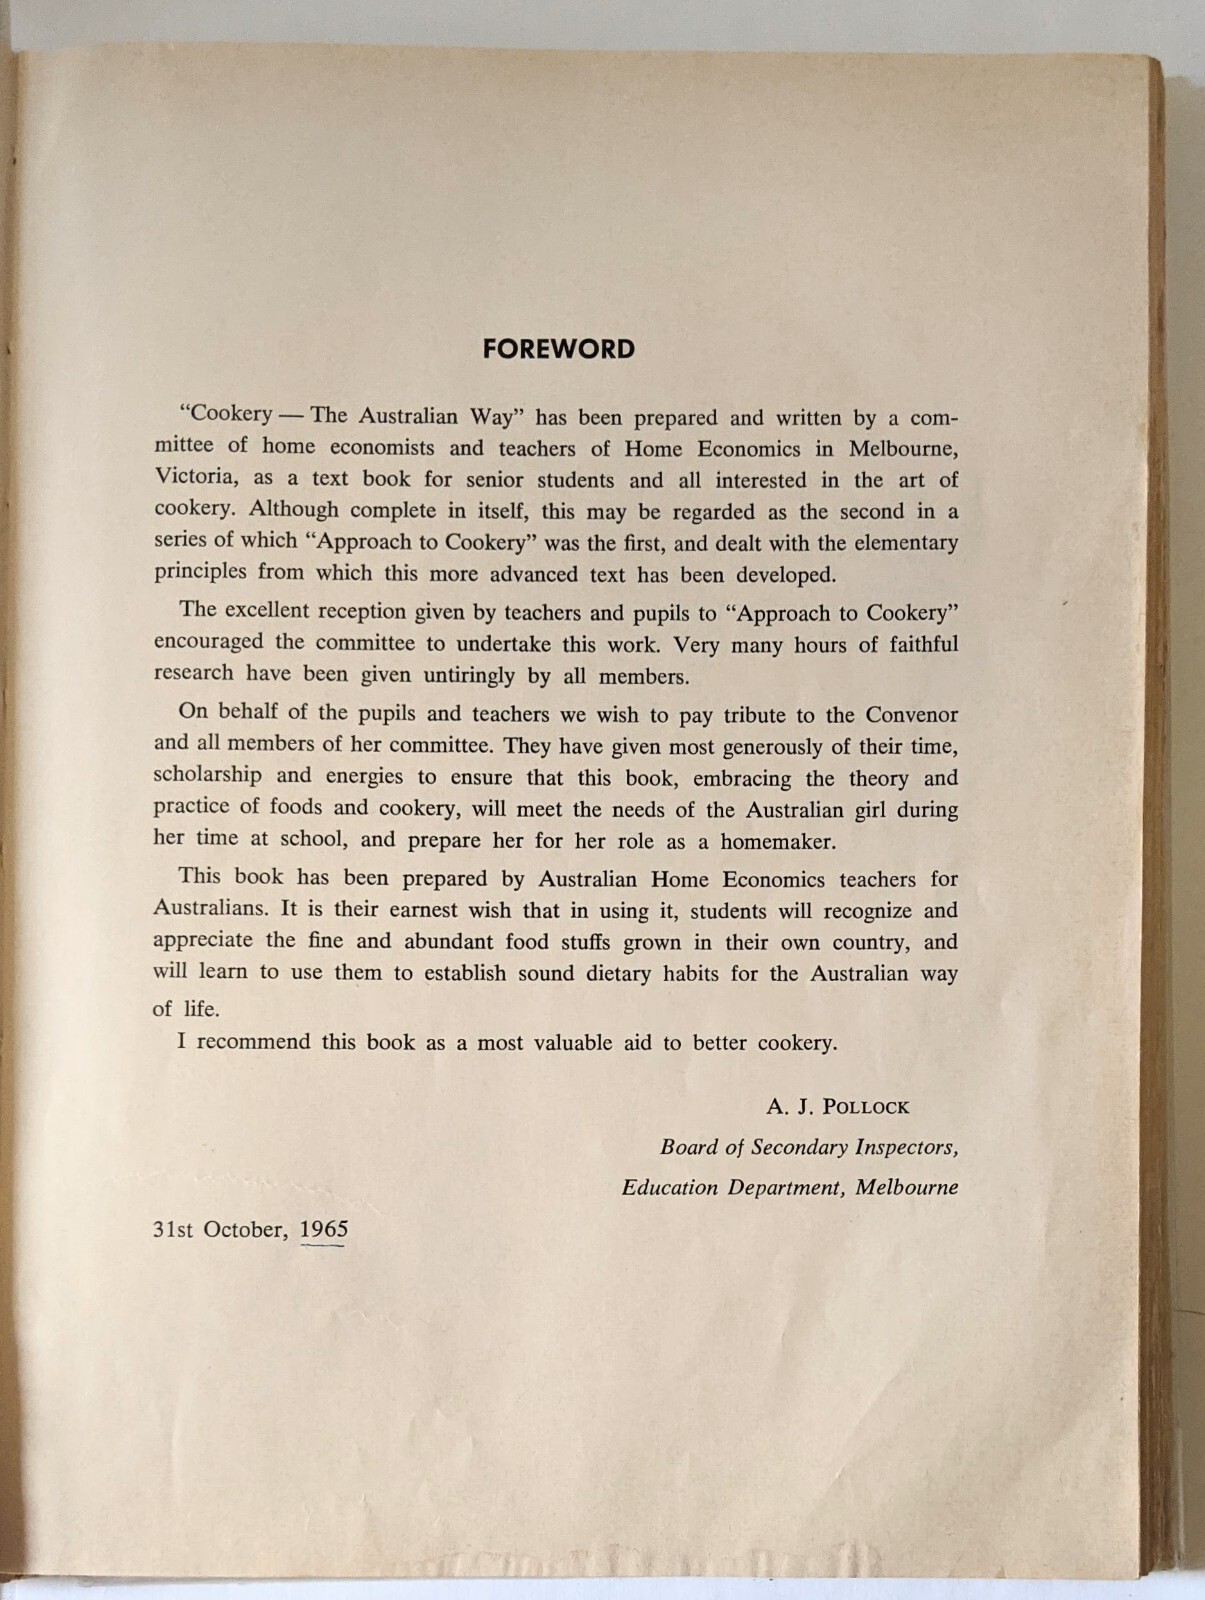 FOREWORD
“Cookery — The Australian Way” has been prepared and written by a com-
mittee of home economists and teachers of Home Economics in Melbourne,
Victoria, as a text book for senior students and all interested in the art of
cookery. Although complete in itself, this may be regarded as the second in a
series of which “Approach to Cookery” was the first, and dealt with the elementary
principles from which this more advanced text has been developed.
The excellent reception given by teachers and pupils to “Approach to Cookery”
encouraged the committee to undertake this work. Very many hours of faithful
research have been given untiringly by all members.
On behalf of the pupils and teachers we wish to pay tribute to the Convenor
and all members of her committee. They have given most generously of their time,
scholarship and energies to ensure that this book, embracing the theory and
practice of foods and cookery, will meet the needs of the Australian girl during
her time at school, and prepare her for her role as a homemaker.
This book has been prepared by Australian Home Economics teachers for
Australians. It is their earnest wish that in using it, students will recognize and
appreciate the fine and abundant food stuffs grown in their own country, and
will learn to use them to establish sound dietary habits for the Australian way
of life.
I recommend this book as a most valuable aid to better cookery.
A. J. POLLOCK
Board of Secondary Inspectors,
Education Department, Melbourne
31st October, 1965